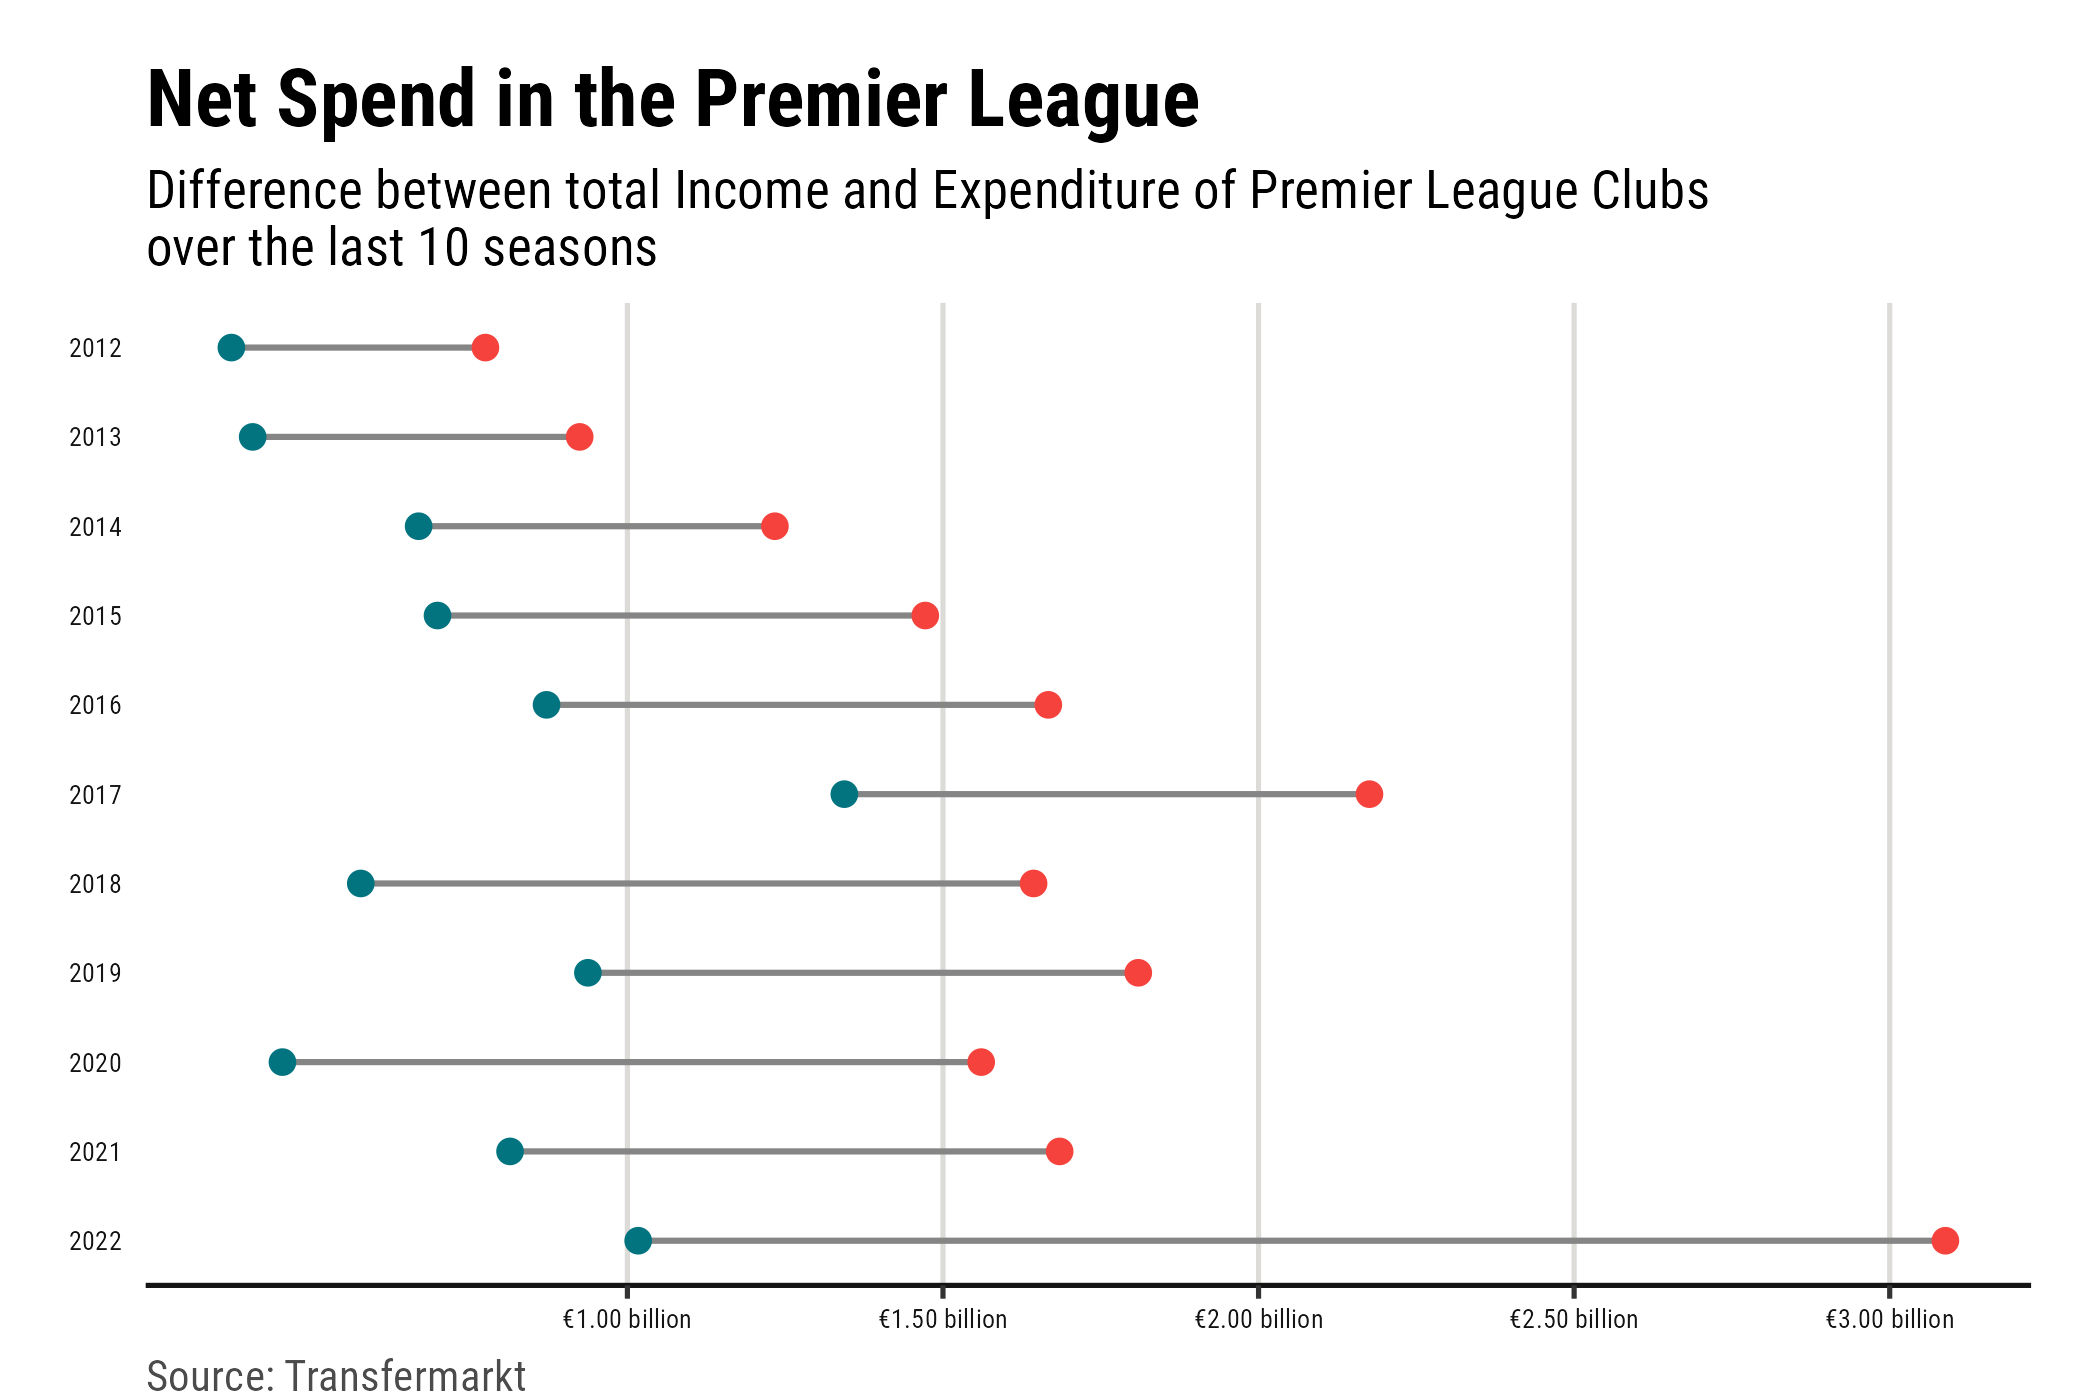 Net Spend in the Premier League
Difference between total Income and Expenditure of Premier League Clubs
over the last 10 seasons
2012
2013
2014
2015
2016
2017
2018
2019
2020
2021
2022
€1.00 billion
€1.50 billion
€2.00 billion
€2.50 billion
€3.00 billion
Source: Transfermarkt